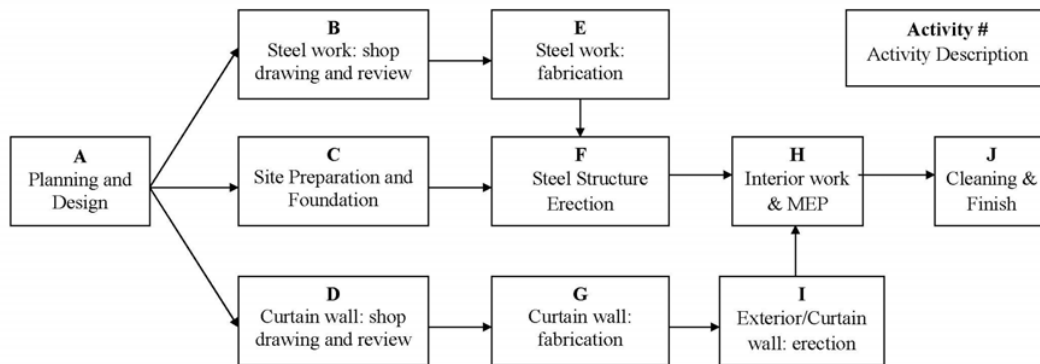 B
Steel work: shop
drawing and review
E
Steel work:
fabrication
Activity #
Activity Description
A
Planning and
Design
C
Site Preparation and
Foundation
F
Steel Structure
Erection
H
Interior work
& MEP
J
Cleaning &
Finish
D
Curtain wall: shop
drawing and review
G
Curtain wall:
fabrication
I
Exterior/Curtain
wall: erection